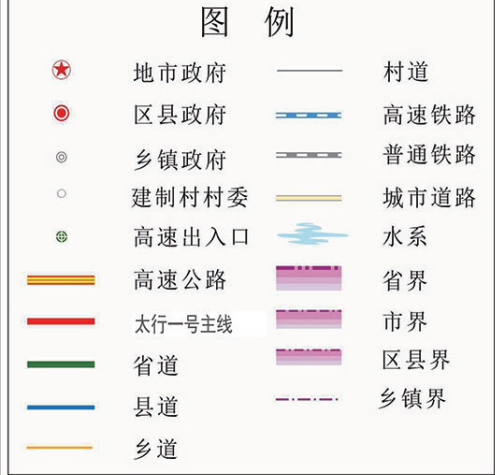 图 例
地市政府
区县政府
乡镇政府
建制村村委
高速出入口
高速公路
太行一号主线
省道
县道
乡道
村道
高速铁路
普通铁路
城市道路
水系
省界
市界
区县界
乡镇界